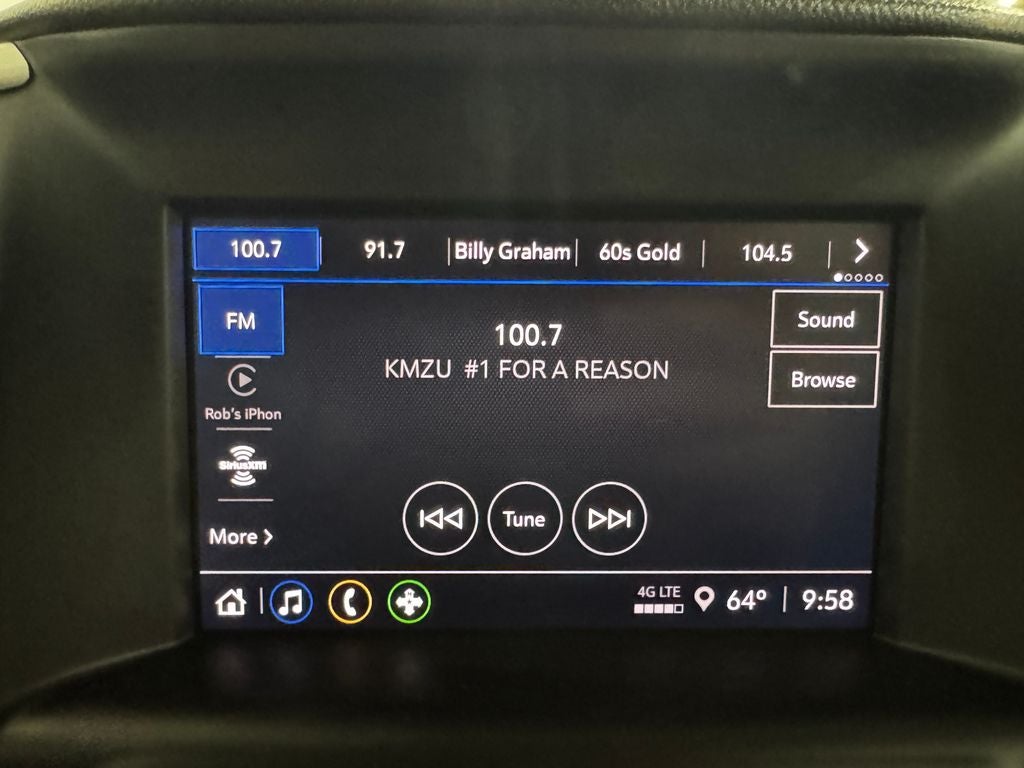 100.7 | 91.7 | Billy Graham | 60s Gold | 104.5
FM
100.7
Sound
KMZU #1 FOR A REASON
Browse
Rob's iPhon
SiriusXM
Tune
More
4G LTE
64° | 9:58